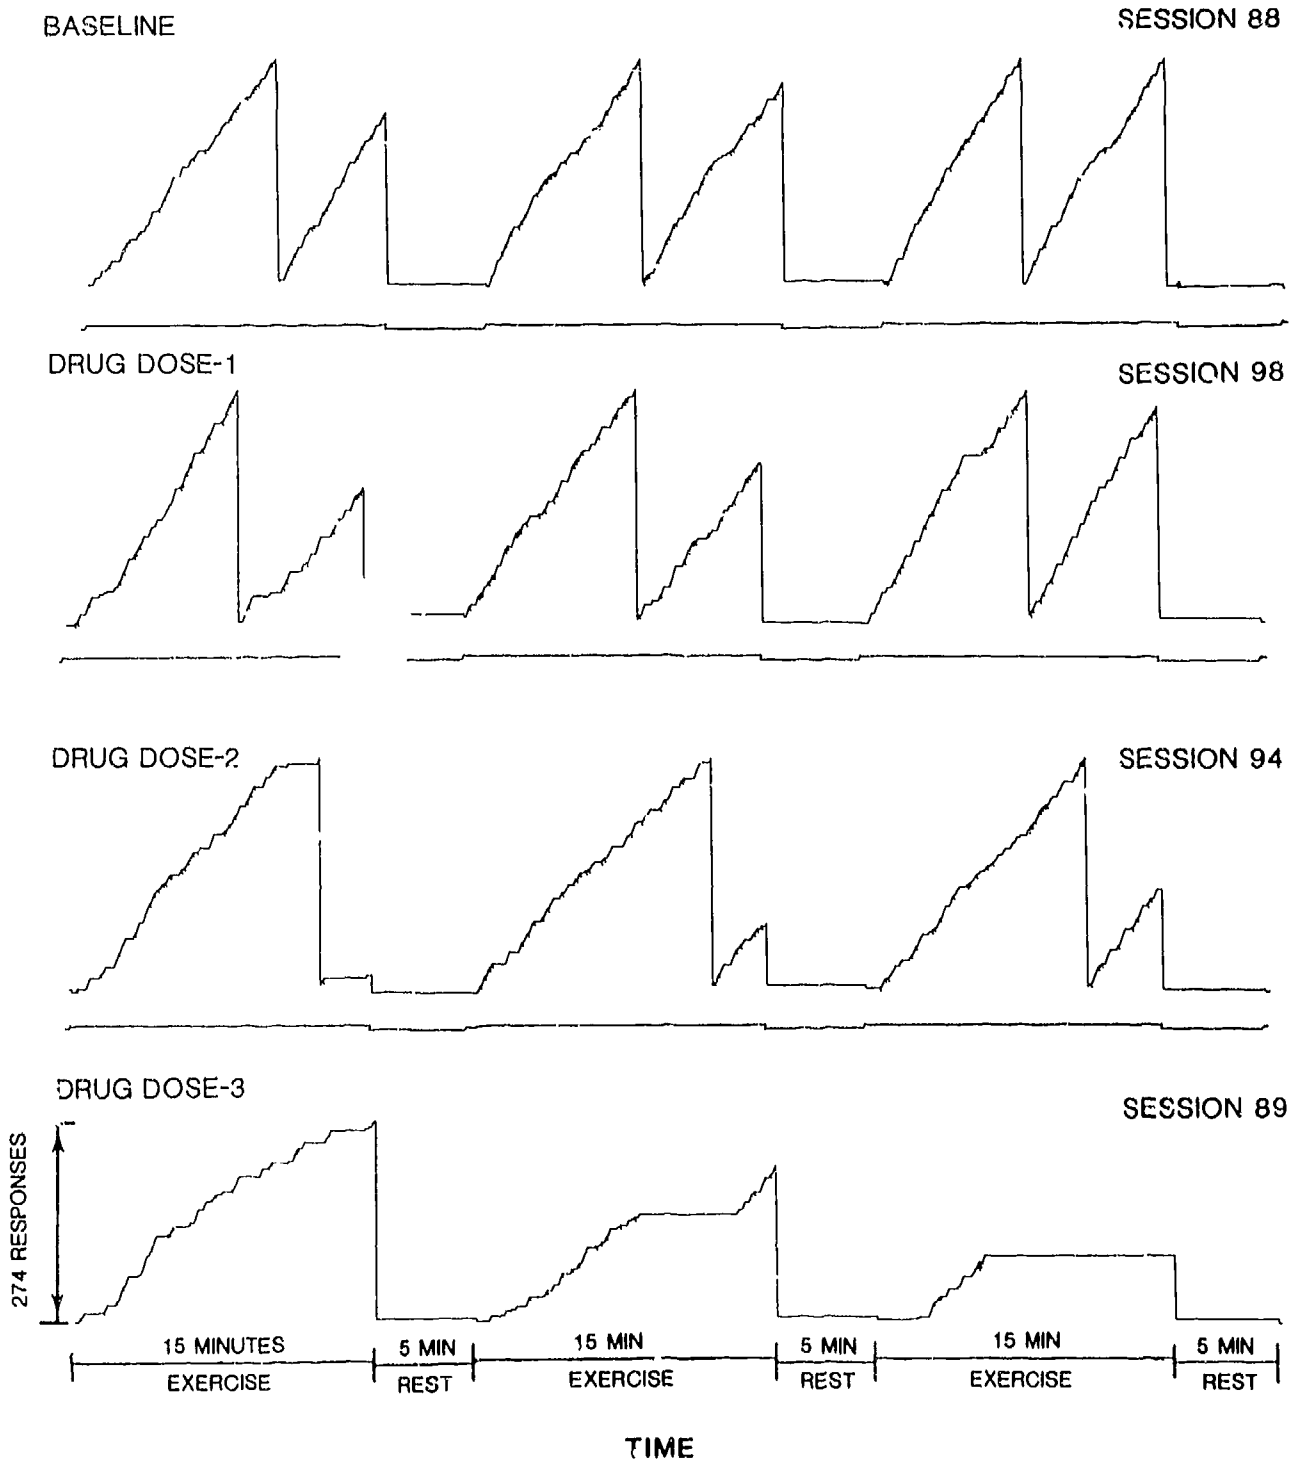 BASELINE
SESSION 88
DRUG DOSE-1
SESSION 98
DRUG DOSE-2
SESSION 94
DRUG DOSE-3
SESSION 89
274 RESPONSES
15 MINUTES
5 MIN
15 MIN
5 MIN
15 MIN
5 MIN
EXERCISE
REST
EXERCISE
REST
EXERCISE
REST
TIME